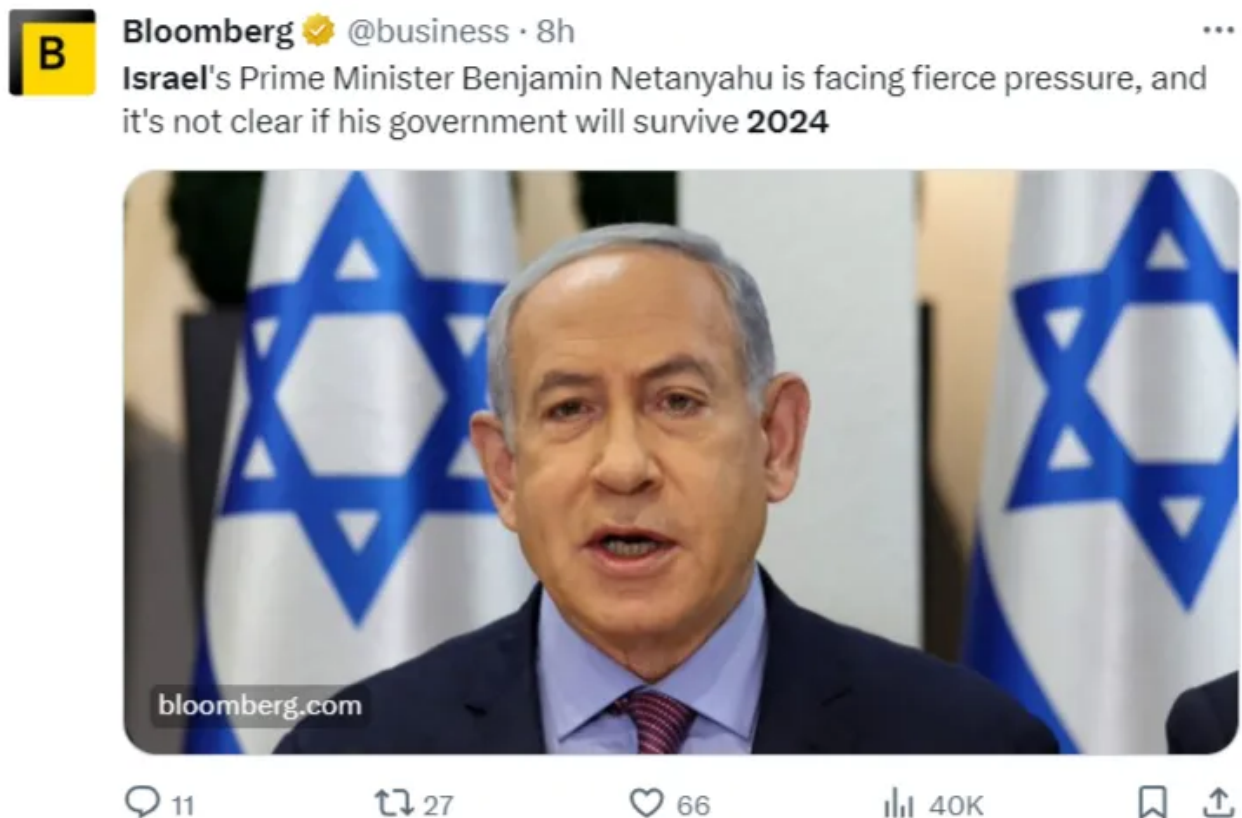 B
Bloomberg @business · 8h
Israel's Prime Minister Benjamin Netanyahu is facing fierce pressure, and
it's not clear if his government will survive 2024
bloomberg.com
11 27 66 40K